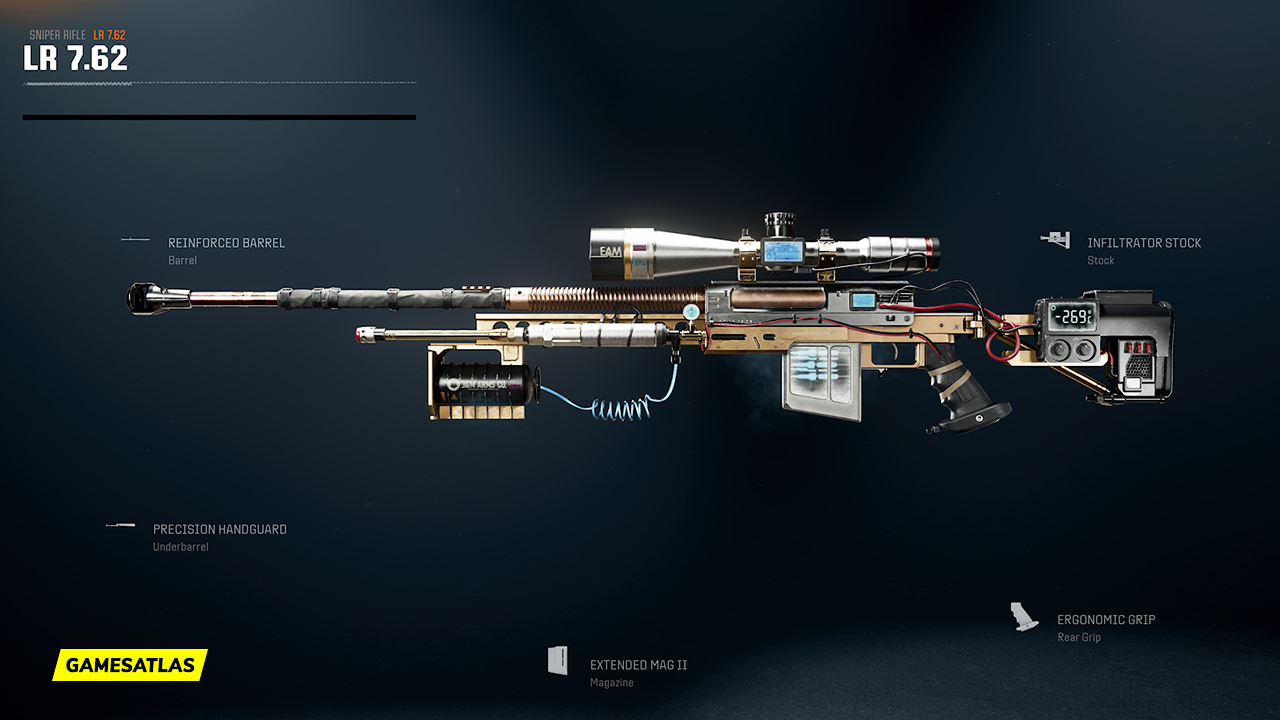 SNIPER RIFLE LR 7.62
LR 7.62
REINFORCED BARREL
Barrel
INFILTRATOR STOCK
Stock
EAM
-269°
J&M ARMS CO.
PRECISION HANDGUARD
Underbarrel
ERGONOMIC GRIP
Rear Grip
GAMESATLAS
EXTENDED MAG II
Magazine